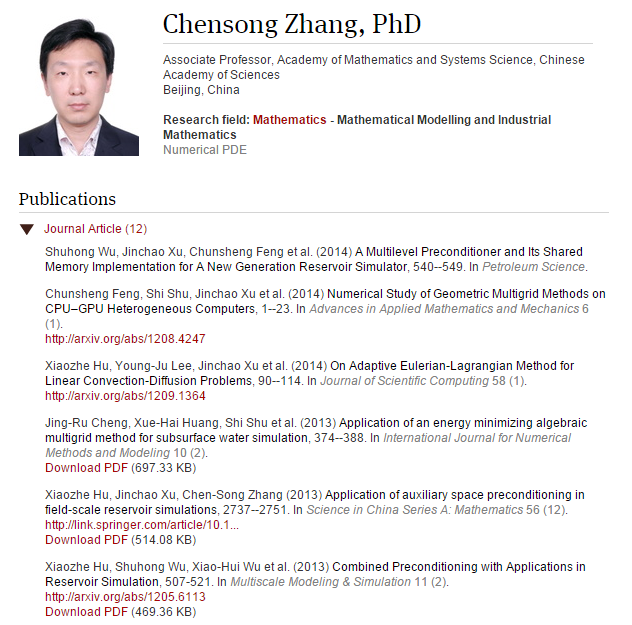 Chensong Zhang, PhD
Associate Professor, Academy of Mathematics and Systems Science, Chinese
Academy of Sciences
Beijing, China
Research field: Mathematics - Mathematical Modelling and Industrial
Mathematics
Numerical PDE
Publications
Journal Article (12)
Shuhong Wu, Jinchao Xu, Chunsheng Feng et al. (2014) A Multilevel Preconditioner and Its Shared
Memory Implementation for A New Generation Reservoir Simulator, 540--549. In Petroleum Science.
Chunsheng Feng, Shi Shu, Jinchao Xu et al. (2014) Numerical Study of Geometric Multigrid Methods on
CPU–GPU Heterogeneous Computers, 1--23. In Advances in Applied Mathematics and Mechanics 6
(1).
http://arxiv.org/abs/1208.4247
Xiaozhe Hu, Young-Ju Lee, Jinchao Xu et al. (2014) On Adaptive Eulerian-Lagrangian Method for
Linear Convection-Diffusion Problems, 90--114. In Journal of Scientific Computing 58 (1).
http://arxiv.org/abs/1209.1364
Jing-Ru Cheng, Xue-Hai Huang, Shi Shu et al. (2013) Application of an energy minimizing algebraic
multigrid method for subsurface water simulation, 374--388. In International Journal for Numerical
Methods and Modeling 10 (2).
Download PDF (697.33 KB)
Xiaozhe Hu, Jinchao Xu, Chen-Song Zhang (2013) Application of auxiliary space preconditioning in
field-scale reservoir simulations, 2737--2751. In Science in China Series A: Mathematics 56 (12).
http://link.springer.com/article/10.1...
Download PDF (514.08 KB)
Xiaozhe Hu, Shuhong Wu, Xiao-Hui Wu et al. (2013) Combined Preconditioning with Applications in
Reservoir Simulation, 507-521. In Multiscale Modeling & Simulation 11 (2).
http://arxiv.org/abs/1205.6113
Download PDF (469.36 KB)